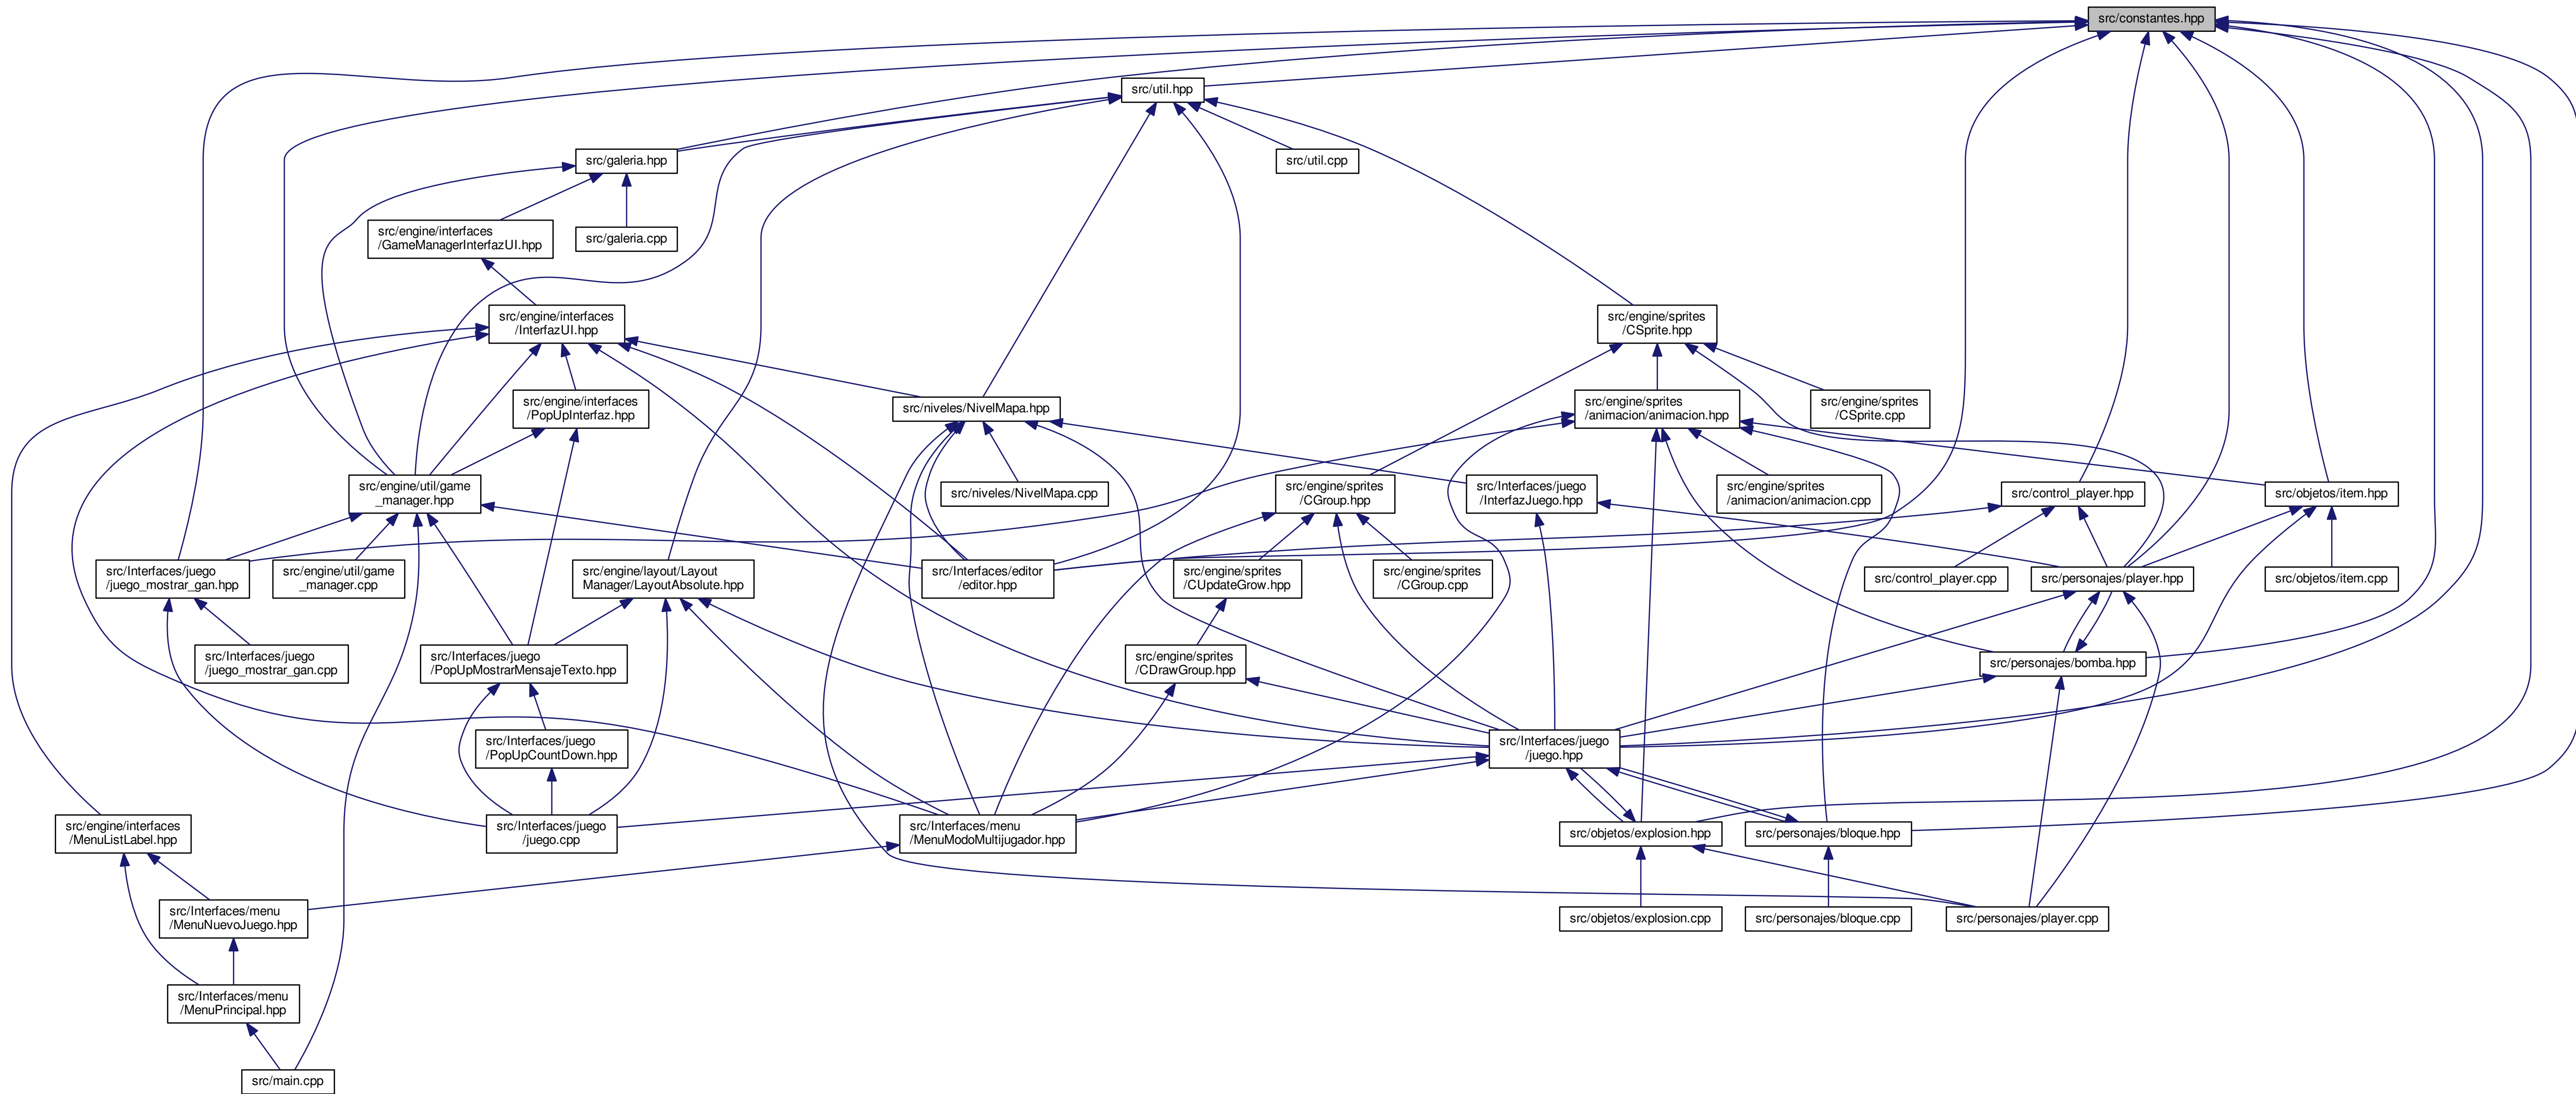 src/constantes.hpp
src/util.hpp
src/galeria.hpp
src/util.cpp
src/engine/interfaces
/GameManagerInterfazUI.hpp
src/galeria.cpp
src/engine/interfaces
/InterfazUI.hpp
src/engine/sprites
/CSprite.hpp
src/engine/interfaces
/PopUpInterfaz.hpp
src/niveles/NivelMapa.hpp
src/engine/sprites
/animacion/animacion.hpp
src/engine/sprites
/CSprite.cpp
src/engine/util/game
_manager.hpp
src/niveles/NivelMapa.cpp
src/engine/sprites
/CGroup.hpp
src/Interfaces/juego
/InterfazJuego.hpp
src/engine/sprites
/animacion/animacion.cpp
src/control_player.hpp
src/objetos/item.hpp
src/Interfaces/juego
/juego_mostrar_gan.hpp
src/engine/util/game
_manager.cpp
src/engine/layout/Layout
Manager/LayoutAbsolute.hpp
src/Interfaces/editor
/editor.hpp
src/engine/sprites
/CUpdateGrow.hpp
src/engine/sprites
/CGroup.cpp
src/control_player.cpp
src/personajes/player.hpp
src/objetos/item.cpp
src/Interfaces/juego
/juego_mostrar_gan.cpp
src/Interfaces/juego
/PopUpMostrarMensajeTexto.hpp
src/engine/sprites
/CDrawGroup.hpp
src/personajes/bomba.hpp
src/Interfaces/juego
/PopUpCountDown.hpp
src/Interfaces/juego
/juego.hpp
src/engine/interfaces
/MenuListLabel.hpp
src/Interfaces/juego
/juego.cpp
src/Interfaces/menu
/MenuModoMultijugador.hpp
src/objetos/explosion.hpp
src/personajes/bloque.hpp
src/Interfaces/menu
/MenuNuevoJuego.hpp
src/objetos/explosion.cpp
src/personajes/bloque.cpp
src/personajes/player.cpp
src/Interfaces/menu
/MenuPrincipal.hpp
src/main.cpp